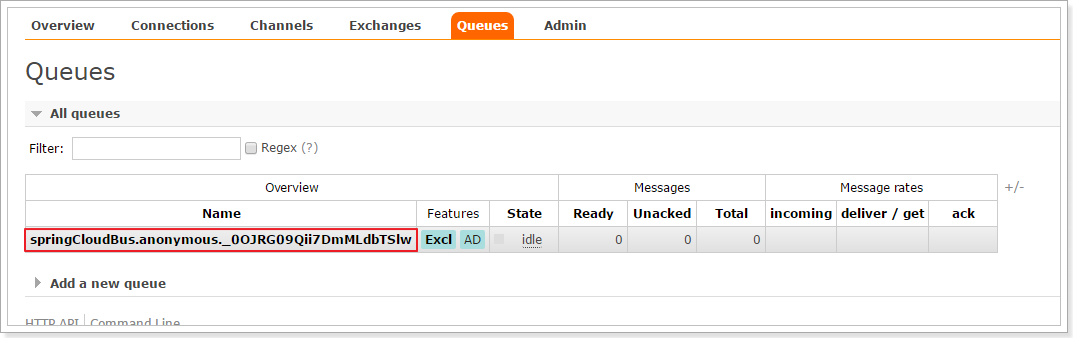 Overview Connections Channels Exchanges Queues Admin
Queues
All queues
Filter: Regex (?)
Overview Messages Message rates +/-
Name Features State Ready Unacked Total incoming deliver / get ack
springCloudBus.anonymous._0OJRG09Qii7DmMLdbTSlw Excl AD idle 0 0 0
Add a new queue
HTTP API Command Line